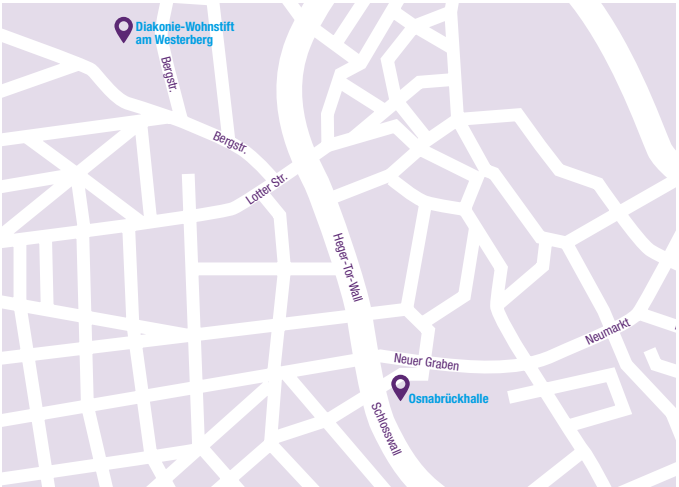 Diakonie-Wohnstift
am Westerberg
Bergstr.
Bergstr.
Lotter Str.
Heger-Tor-Wall
Neumarkt
Neuer Graben
Osnabrückhalle
Schlosswall